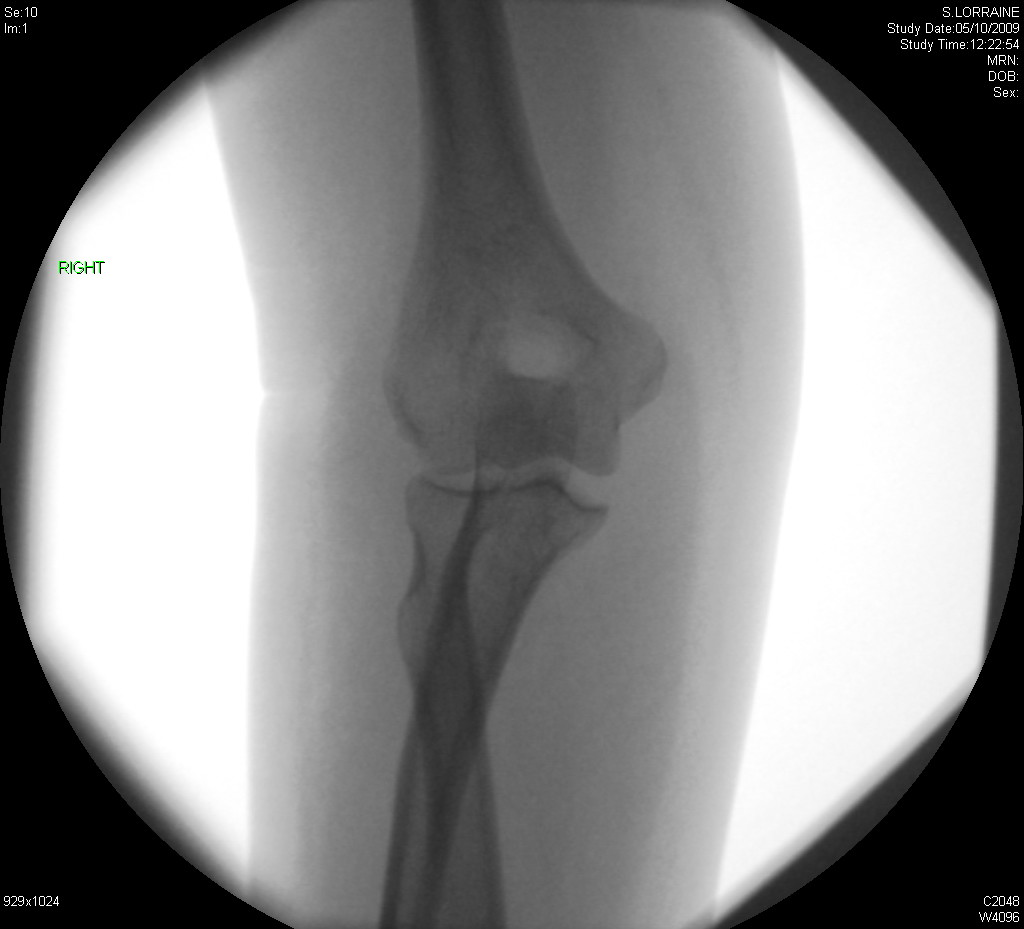 Se:10
Im:1
S.LORRAINE
Study Date:05/10/2009
Study Time:12:22:54
MRN:
DOB:
Sex:
RIGHT
929x1024
C2048
W4096